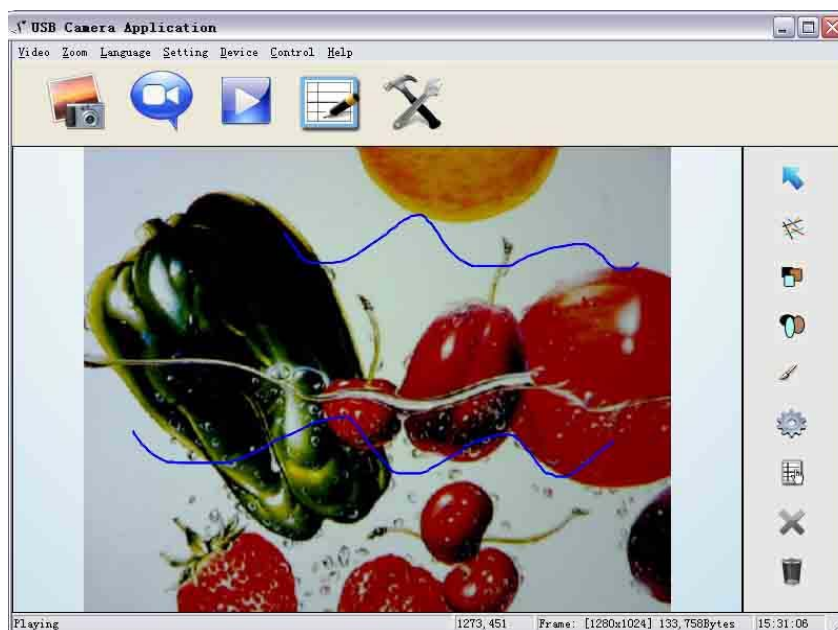 USB Camera Application
Video Zoom Language Setting Device Control Help
Playing 1273,451 Frame: [1280x1024] 133,758Bytes 15:31:06